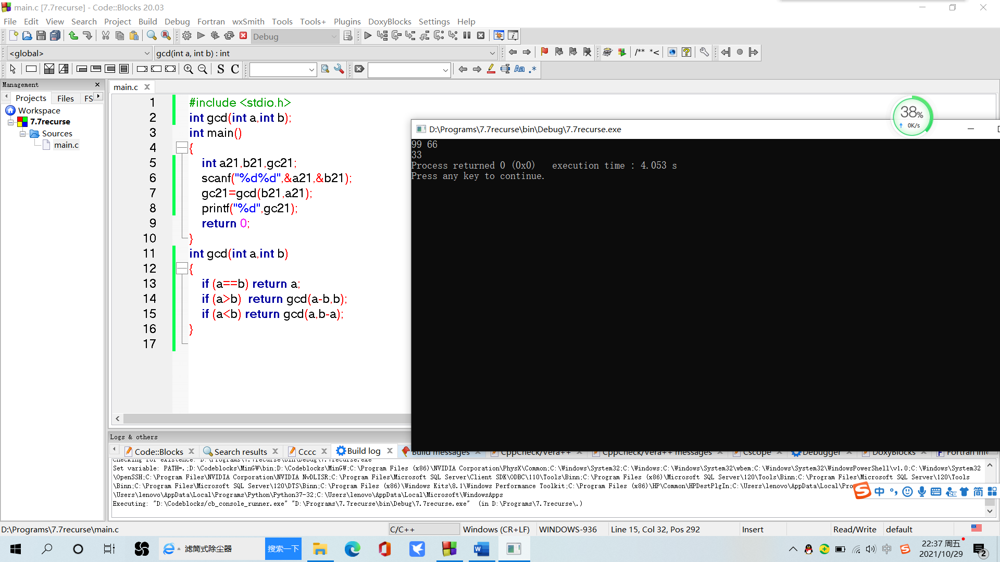 main.c [7.7recurse] - Code::Blocks 20.03
File Edit View Search Project Build Debug Fortran wxSmith Tools Tools+ Plugins DoxyBlocks Settings Help
Debug
<global> gcd(int a, int b) : int /** *<
S C Aa .*
Management
Projects Files FS
Workspace
7.7recurse
Sources
main.c
main.c
1 #include <stdio.h>
2 int gcd(int a,int b);
3 int main()
4 {
5 int a21,b21,gc21;
6 scanf("%d%d",&a21,&b21);
7 gc21=gcd(b21,a21);
8 printf("%d",gc21);
9 return 0;
10 }
11 int gcd(int a,int b)
12 {
13 if (a==b) return a;
14 if (a>b) return gcd(a-b,b);
15 if (a<b) return gcd(a,b-a);
16 }
17
38%
0K/s
D:\Programs\7.7recurse\bin\Debug\7.7recurse.exe
99 66
33
Process returned 0 (0x0) execution time : 4.053 s
Press any key to continue.
Logs & others
Code::Blocks Search results Cccc Build log Build messages CppCheck/Vera++ CppCheck/Vera++ messages Cscope Debugger DoxyBlocks Fortran info
Checking for existence: D:\Programs\7.7recurse\bin\Debug\7.7recurse.exe
Set variable: PATH=.;D:\Codeblocks\MinGW\bin;D:\Codeblocks\MinGW;C:\Program Files (x86)\NVIDIA Corporation\PhysX\Common;C:\Windows\System32;C:\Windows;C:\Windows\System32\wbem;C:\Windows\System32\WindowsPowerShell\v1.0;C:\Windows\System32
\OpenSSH;C:\Program Files\NVIDIA Corporation\NVIDIA NvDLISR;C:\Program Files\Microsoft SQL Server\Client SDK\ODBC\110\Tools\Binn;C:\Program Files (x86)\Microsoft SQL Server\120\Tools\Binn;C:\Program Files\Microsoft SQL Server\120\Tools
\Binn;C:\Program Files\Microsoft SQL Server\120\DTS\Binn;C:\Program Files (x86)\Windows Kits\8.1\Windows Performance Toolkit;C:\Program Files (x86)\HP\Common\HPDestPlgIn;C:\Users\lenovo\AppData\Local\Pro
\Users\lenovo\AppData\Local\Programs\Python\Python37-32;C:\Users\lenovo\AppData\Local\Microsoft\WindowsApps
Executing: "D:\Codeblocks/cb_console_runner.exe" "D:\Programs\7.7recurse\bin\Debug\7.7recurse.exe" (in D:\Programs\7.7recurse\.)
中 简
D:\Programs\7.7recurse\main.c C/C++ Windows (CR+LF) WINDOWS-936 Line 15, Col 32, Pos 292 Insert Read/Write default
滤筒式除尘器 搜索一下 中 22:37 周五
2021/10/29 2